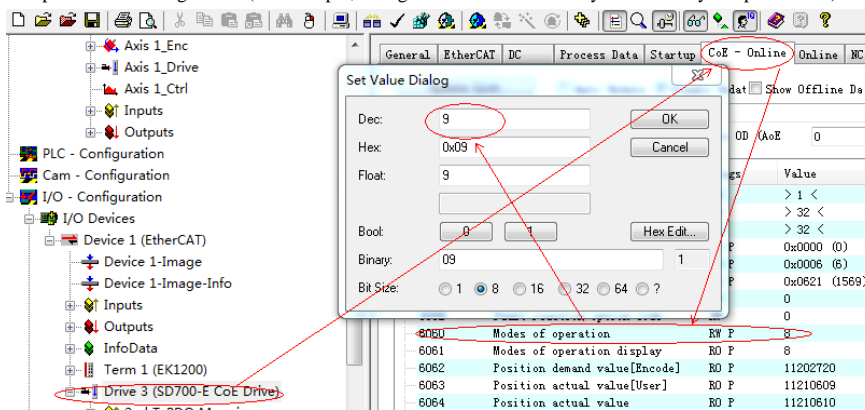 Axis 1_Enc
Axis 1_Drive
Axis 1_Ctrl
Inputs
Outputs
PLC - Configuration
Cam - Configuration
I/O - Configuration
I/O Devices
Device 1 (EtherCAT)
Device 1-Image
Device 1-Image-Info
Inputs
Outputs
InfoData
Term 1 (EK1200)
Drive 3 (SD700-E CoE Drive)
General EtherCAT DC Process Data Startup CoE - Online Online NC
Show Offline Da
OD (AoE 0
Value
> 1 <
> 32 <
> 32 <
P 0x0000 (0)
P 0x0006 (6)
P 0x0621 (1569)
0
0
6060 Modes of operation RW P 8
6061 Modes of operation display RO P 8
6062 Position demand value[Encode] RO P 11202720
6063 Position actual value[User] RO P 11210609
6064 Position actual value RO P 11210610
Set Value Dialog
Dec: 9 OK
Hex: 0x09 Cancel
Float: 9
Bool: 0 1 Hex Edit...
Binary: 09 1
Bit Size: 1 8 16 32 64 ?